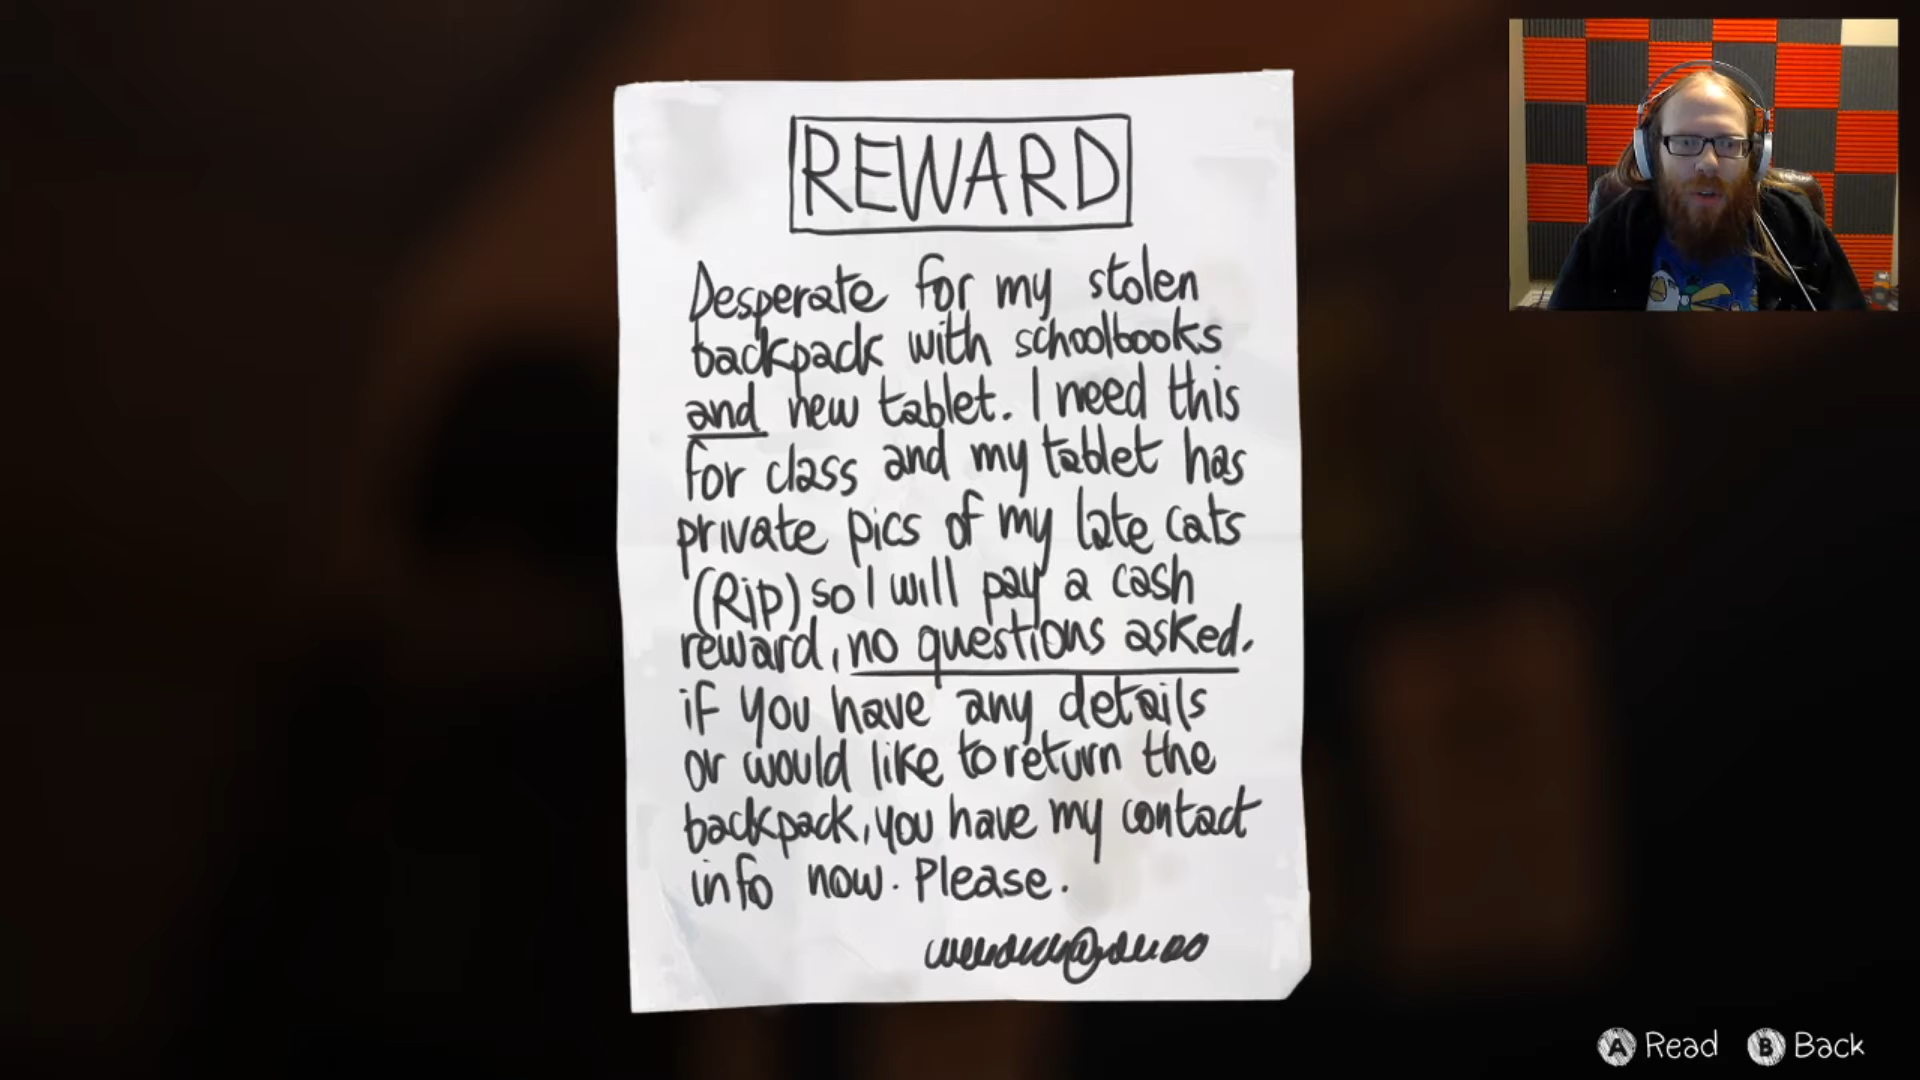 REWARD
Desperate for my stolen
backpack with schoolbooks
and new tablet. I need this
for class and my tablet has
private pics of my late cats
(RiP) so I will pay a cash
reward, no questions asked.
if you have any details
or would like to return the
backpack, you have my contact
info now. Please.
A Read B Back